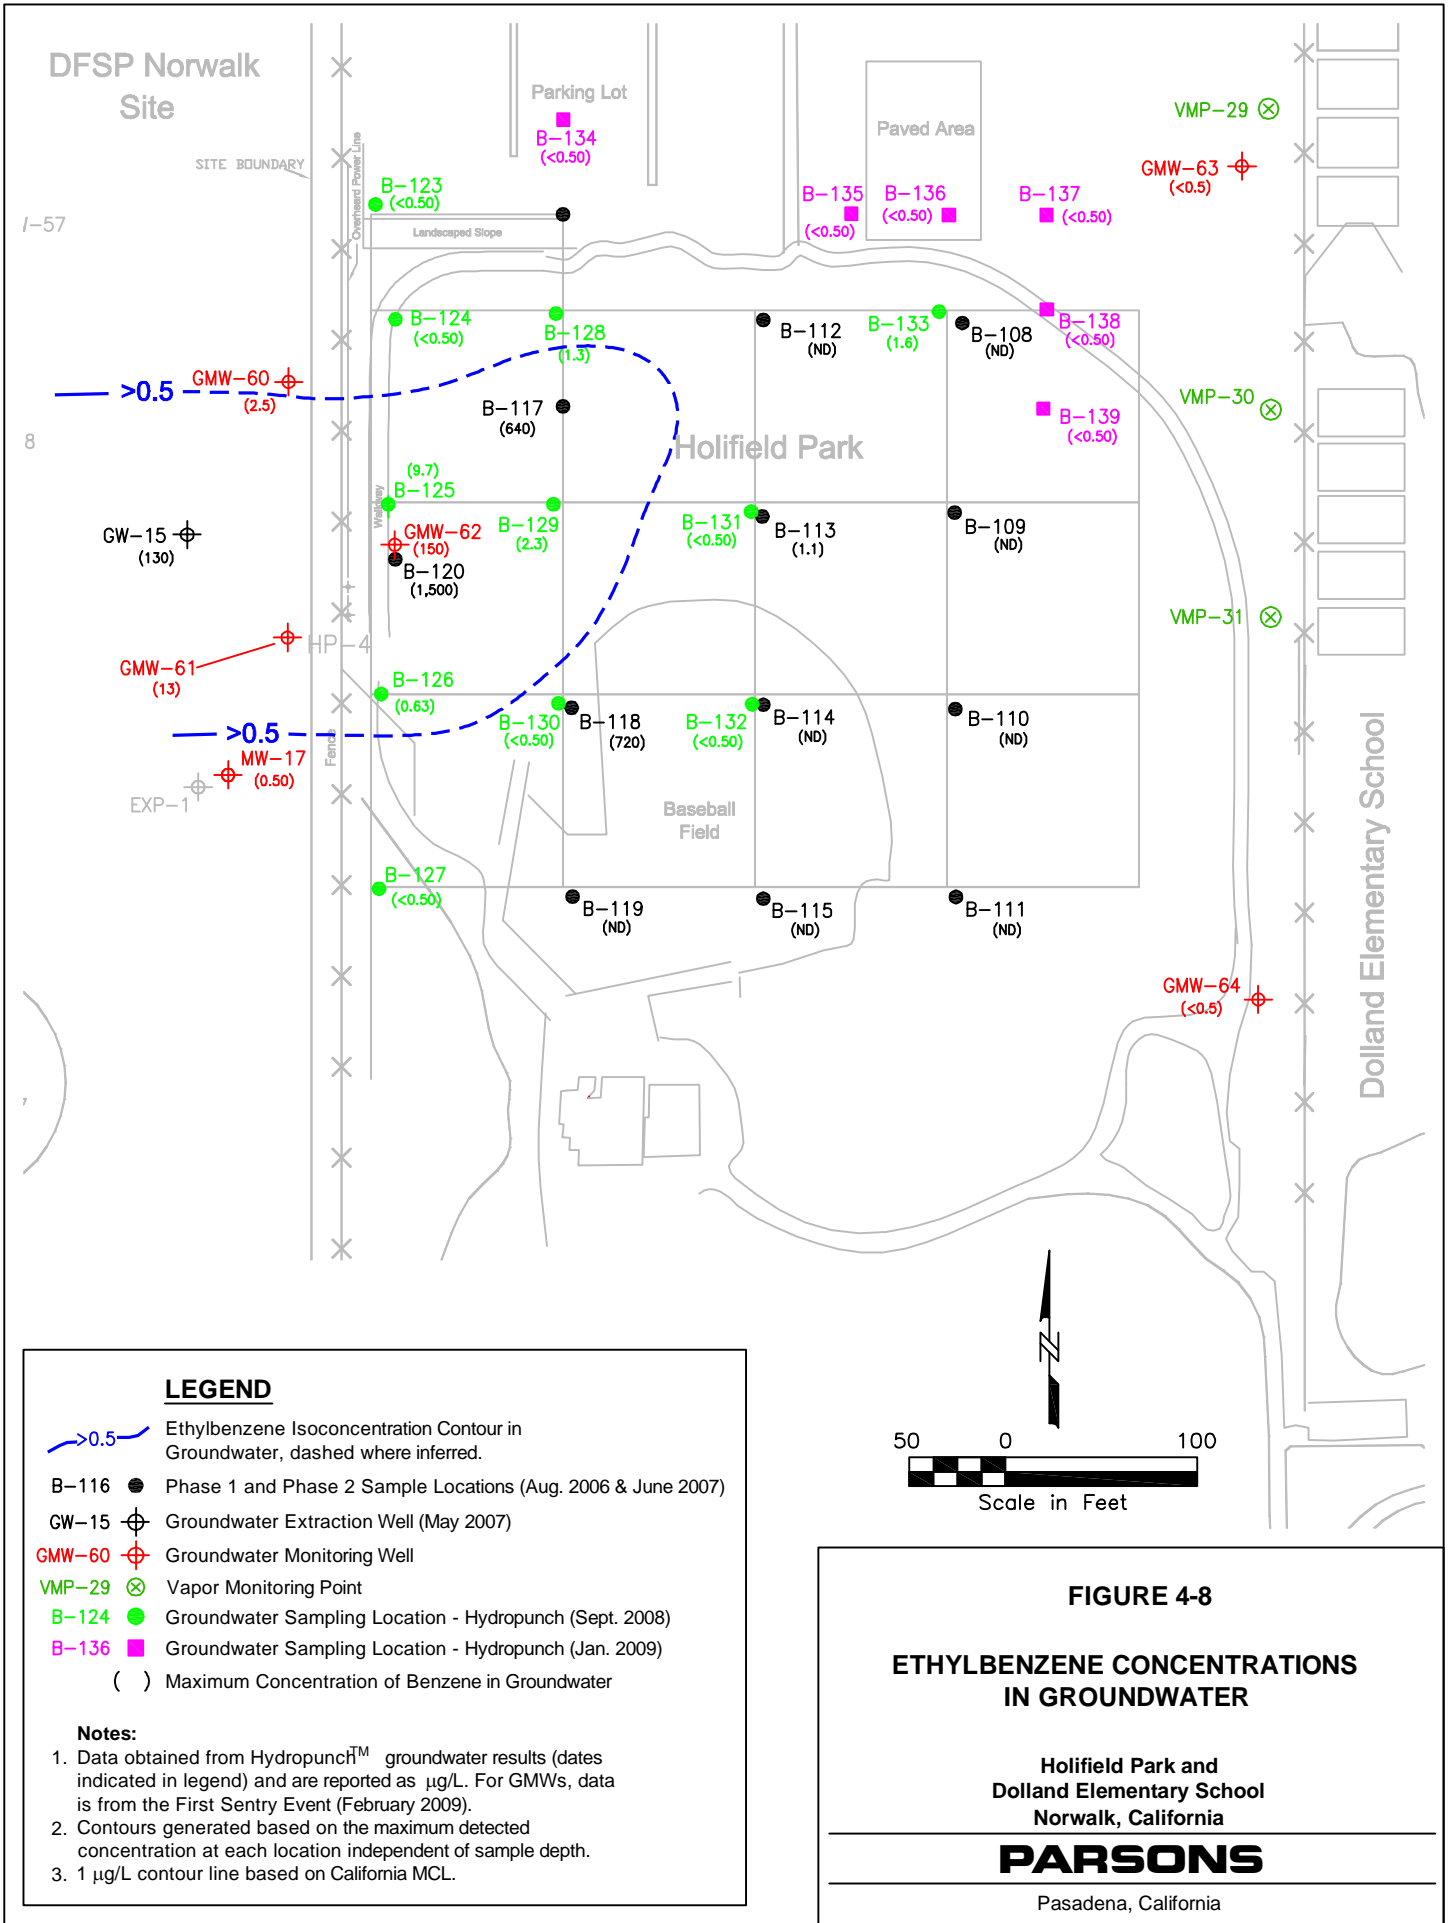 DFSP Norwalk
Site
Parking Lot
B-134
(<0.50)
Paved Area
VMP-29
SITE BOUNDARY
Overheard Power Line
GMW-63
(<0.5)
B-123
(<0.50)
B-135
(<0.50)
B-136
(<0.50)
B-137
(<0.50)
-57
Landscaped Slope
B-124
(<0.50)
B-128
(1.3)
B-112
(ND)
B-133
(1.6)
B-108
(ND)
B-138
(<0.50)
GMW-60
(2.5)
>0.5
B-117
(640)
VMP-30
B-139
(<0.50)
8
Holifield Park
(9.7)
B-125
Walkway
GW-15
(130)
GMW-62
(150)
B-120
(1,500)
B-129
(2.3)
B-131
(<0.50)
B-113
(1.1)
B-109
(ND)
VMP-31
HP-4
GMW-61
(13)
B-126
(0.63)
>0.5
B-130
(<0.50)
B-118
(720)
B-132
(<0.50)
B-114
(ND)
B-110
(ND)
Fence
MW-17
(0.50)
EXP-1
Baseball
Field
Dolland Elementary School
B-127
(<0.50)
B-119
(ND)
B-115
(ND)
B-111
(ND)
GMW-64
(<0.5)
N
50 0 100
Scale in Feet
LEGEND
>0.5 Ethylbenzene Isoconcentration Contour in
Groundwater, dashed where inferred.
B-116 Phase 1 and Phase 2 Sample Locations (Aug. 2006 & June 2007)
GW-15 Groundwater Extraction Well (May 2007)
GMW-60 Groundwater Monitoring Well
VMP-29 Vapor Monitoring Point
B-124 Groundwater Sampling Location - Hydropunch (Sept. 2008)
B-136 Groundwater Sampling Location - Hydropunch (Jan. 2009)
( ) Maximum Concentration of Benzene in Groundwater
Notes:
1. Data obtained from Hydropunch™ groundwater results (dates
indicated in legend) and are reported as µg/L. For GMWs, data
is from the First Sentry Event (February 2009).
2. Contours generated based on the maximum detected
concentration at each location independent of sample depth.
3. 1 µg/L contour line based on California MCL.
FIGURE 4-8
ETHYLBENZENE CONCENTRATIONS
IN GROUNDWATER
Holifield Park and
Dolland Elementary School
Norwalk, California
PARSONS
Pasadena, California